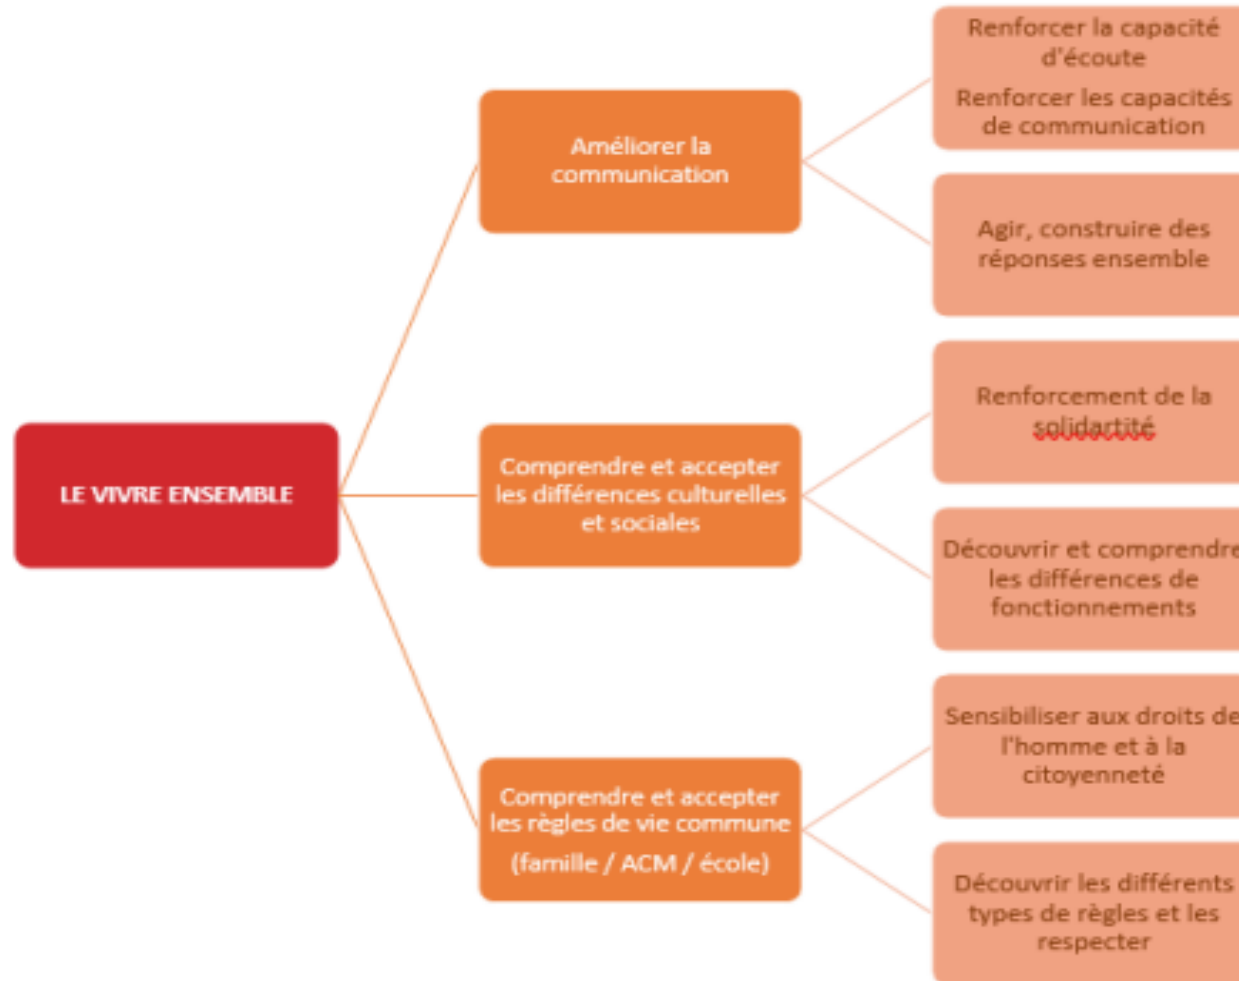 Renforcer la capacité
d'écoute
Renforcer les capacités
de communication
Améliorer la
communication
Agir, construire des
réponses ensemble
Renforcement de la
solidartité
LE VIVRE ENSEMBLE
Comprendre et accepter
les différences culturelles
et sociales
Découvrir et comprendre
les différences de
fonctionnements
Sensibiliser aux droits de
l'homme et à la
citoyenneté
Comprendre et accepter
les règles de vie commune
(famille / ACM / école)
Découvrir les différents
types de règles et les
respecter